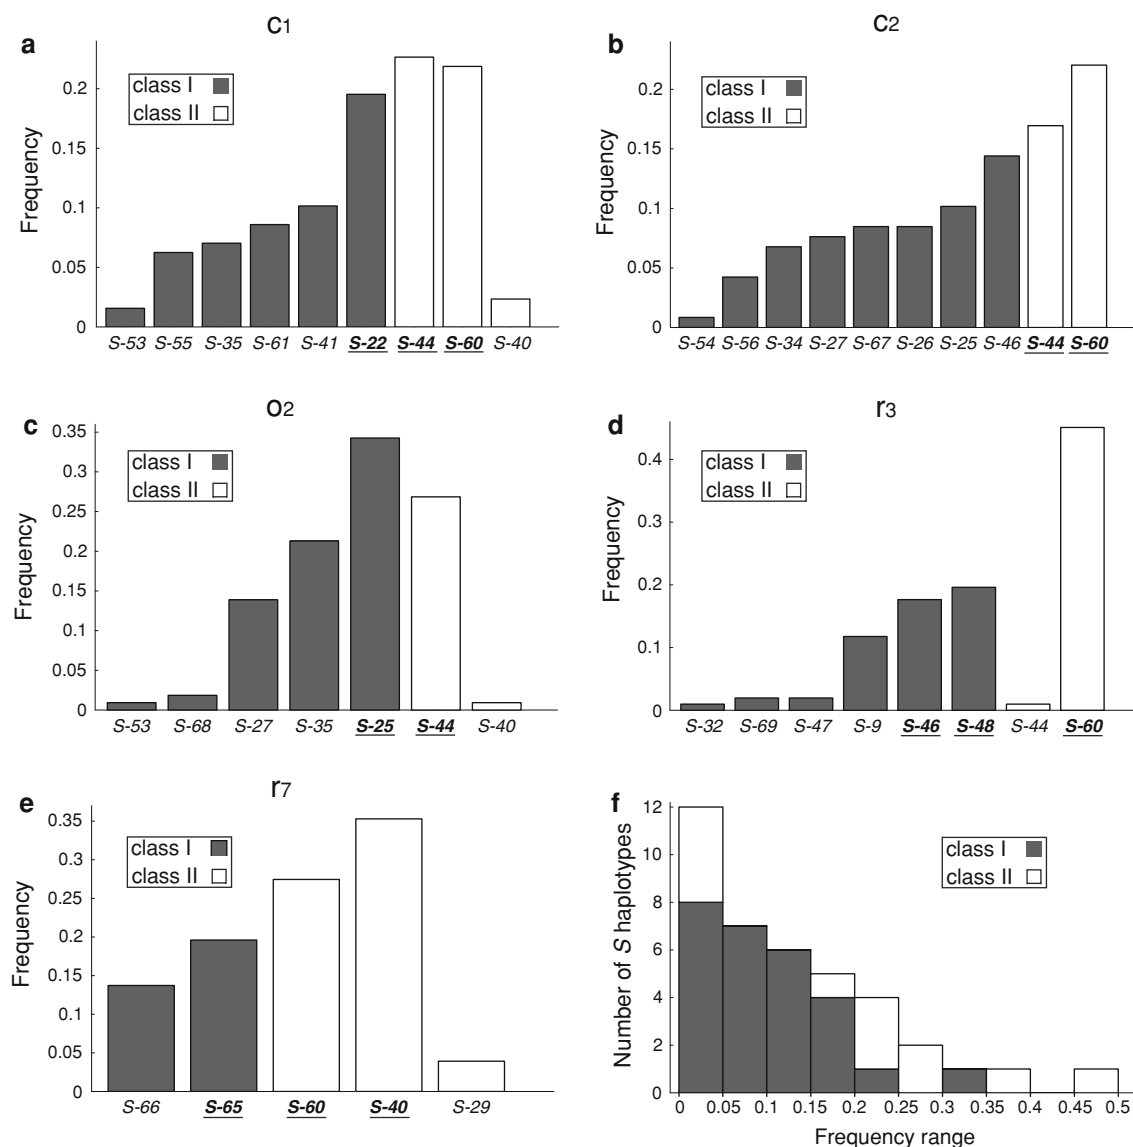 a
C1
Frequency
0.2
0.15
0.1
0.05
0
class I
class II
S-53 S-55 S-35 S-61 S-41 S-22 S-44 S-60 S-40
b
C2
Frequency
0.2
0.15
0.1
0.05
0
class I
class II
S-54 S-56 S-34 S-27 S-67 S-26 S-25 S-46 S-44 S-60
c
O2
Frequency
0.35
0.3
0.25
0.2
0.15
0.1
0.05
0
class I
class II
S-53 S-68 S-27 S-35 S-25 S-44 S-40
d
r3
Frequency
0.4
0.3
0.2
0.1
0
class I
class II
S-32 S-69 S-47 S-9 S-46 S-48 S-44 S-60
e
r7
Frequency
0.35
0.3
0.25
0.2
0.15
0.1
0.05
0
class I
class II
S-66 S-65 S-60 S-40 S-29
f
Number of S haplotypes
12
10
8
6
4
2
0
class I
class II
0 0.05 0.1 0.15 0.2 0.25 0.3 0.35 0.4 0.45 0.5
Frequency range